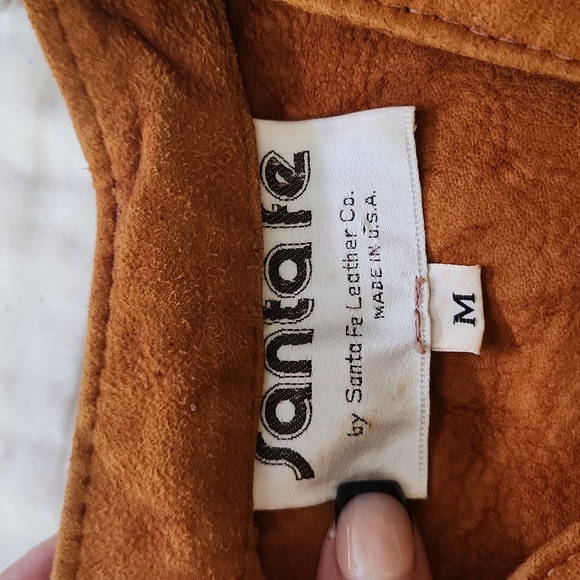 Santa Fe
by Santa Fe Leather Co.
MADE IN U.S.A.
M